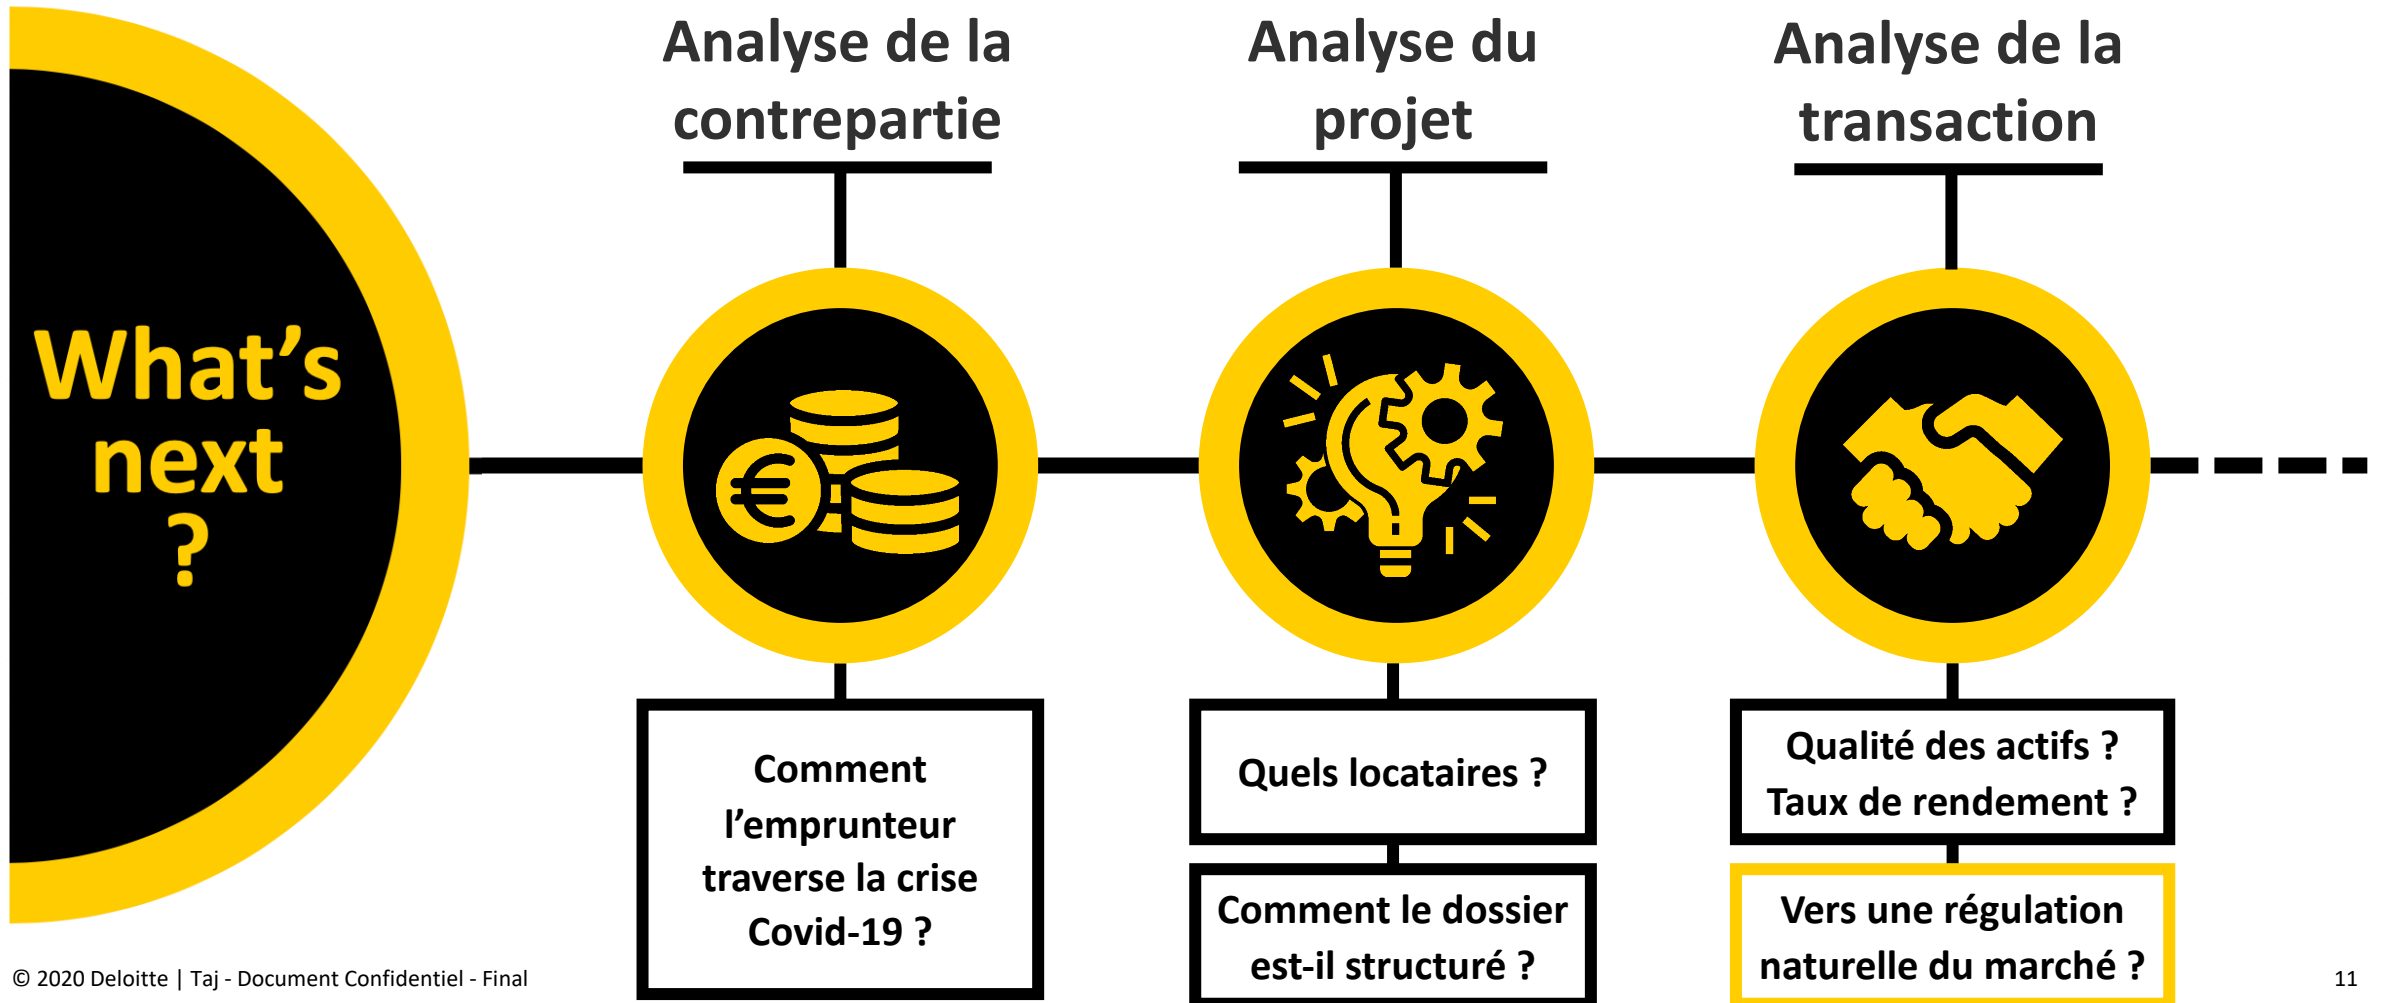 What's
next
?
Analyse de la
contrepartie
Comment
l'emprunteur
traverse la crise
Covid-19 ?
Analyse du
projet
Quels locataires ?
Comment le dossier
est-il structuré ?
Analyse de la
transaction
Qualité des actifs ?
Taux de rendement ?
Vers une régulation
naturelle du marché ?
© 2020 Deloitte | Taj - Document Confidentiel - Final
11